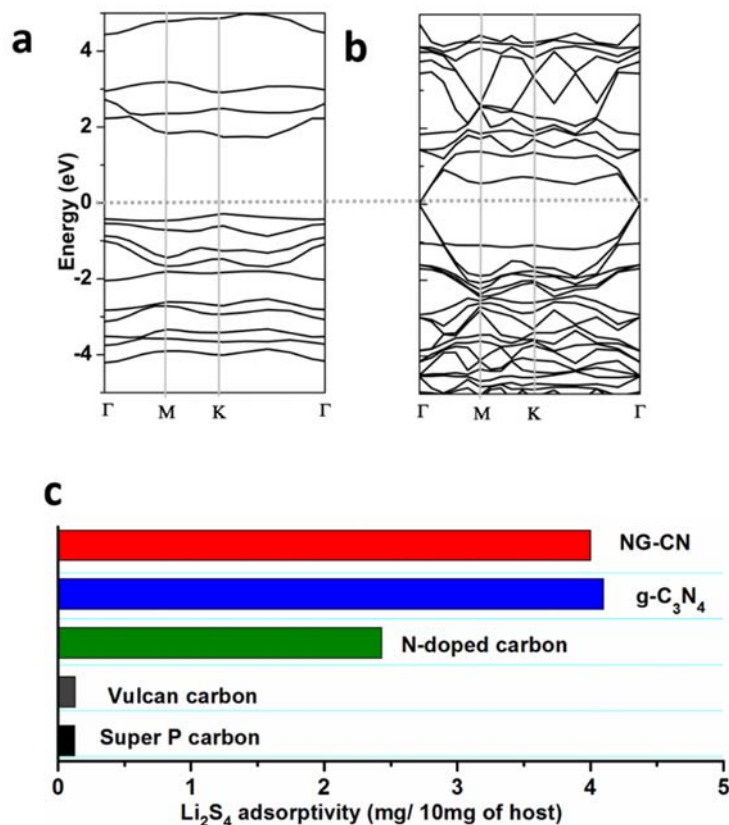 a
b
Energy (eV)
4
2
0
-2
-4
Γ
M
K
Γ
Γ
M
K
Γ
c
NG-CN
g-C₃N₄
N-doped carbon
Vulcan carbon
Super P carbon
0
1
2
3
4
5
Li₂S₄ adsorptivity (mg/ 10mg of host)